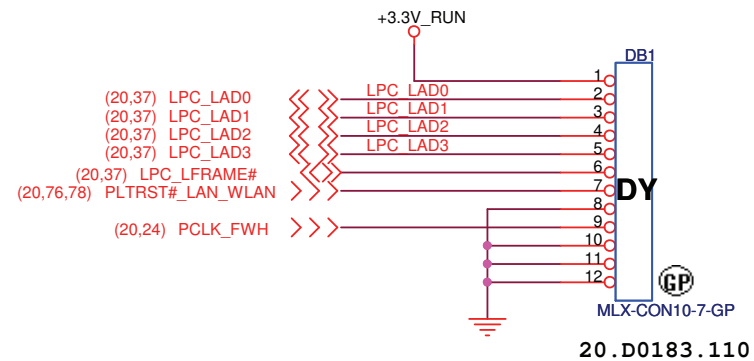 +3.3V_RUN
DB1
1
(20,37) LPC_LAD0 LPC_LAD0 2
(20,37) LPC_LAD1 LPC_LAD1 3
(20,37) LPC_LAD2 LPC_LAD2 4
(20,37) LPC_LAD3 LPC_LAD3 5
(20,37) LPC_LFRAME# 6
(20,76,78) PLTRST#_LAN_WLAN 7 DY
8
(20,24) PCLK_FWH 9
10
11
12
GP
MLX-CON10-7-GP
20.D0183.110